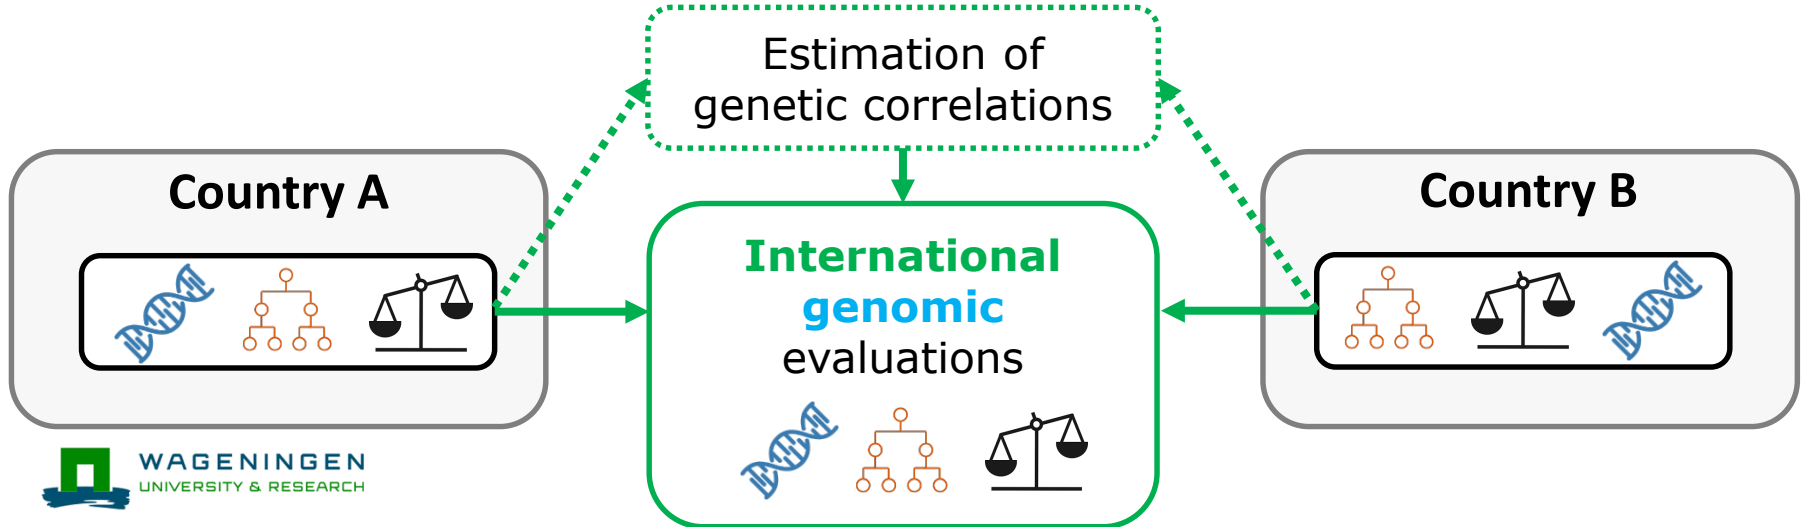 Estimation of
genetic correlations
Country A
Country B
International
genomic
evaluations
WAGENINGEN
UNIVERSITY & RESEARCH